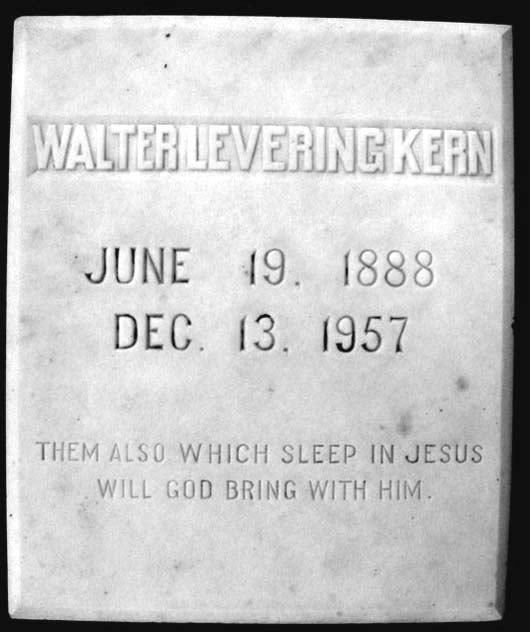 WALTER LEVERING KERN
JUNE 19. 1888
DEC. 13. 1957
THEM ALSO WHICH SLEEP IN JESUS
WILL GOD BRING WITH HIM.